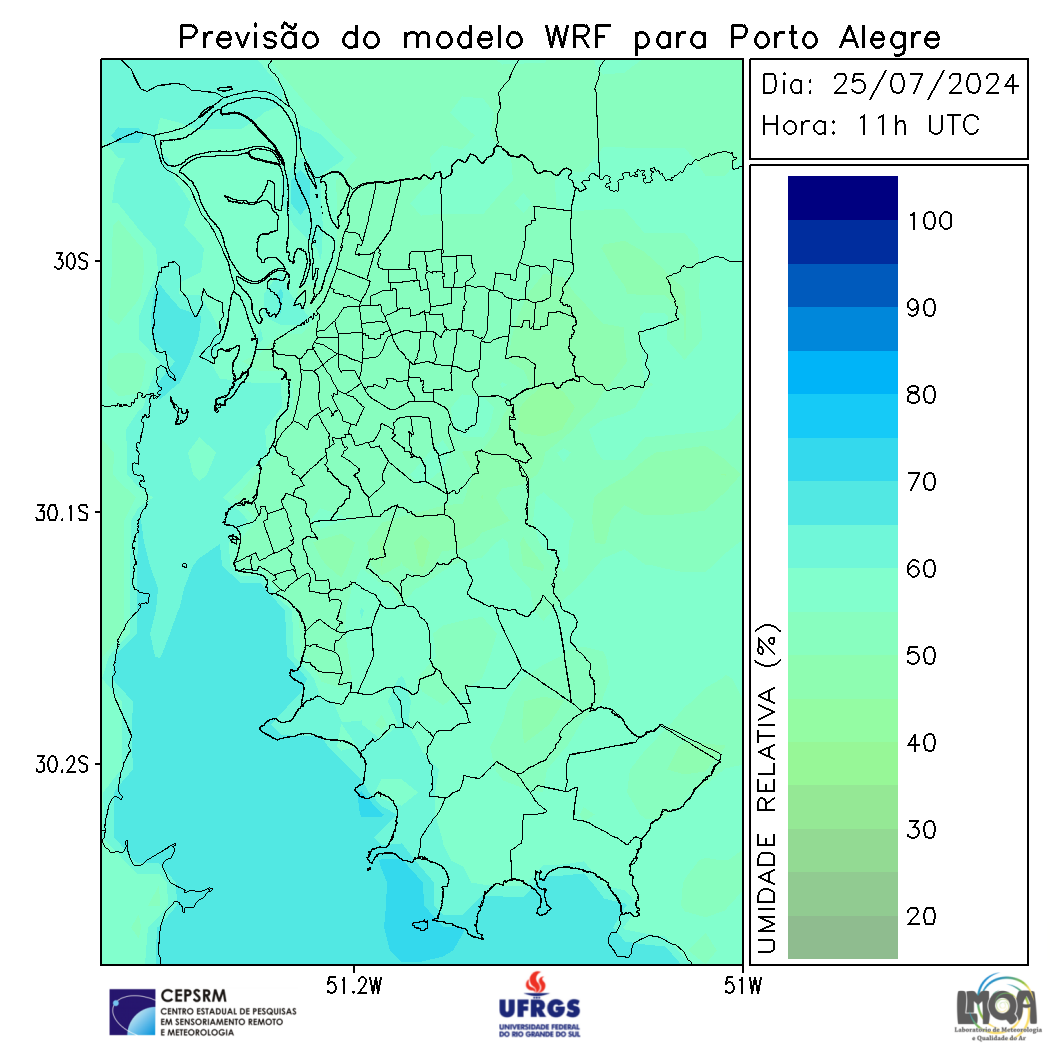 Previsão do modelo WRF para Porto Alegre
Dia: 25/07/2024
Hora: 11h UTC
30S
30.1S
30.2S
51.2W
51W
100
90
80
70
60
50
40
30
20
UMIDADE RELATIVA (%)
CEPSRM
CENTRO ESTADUAL DE PESQUISAS
EM SENSORIAMENTO REMOTO
E METEOROLOGIA
UFRGS
UNIVERSIDADE FEDERAL
DO RIO GRANDE DO SUL
LMQA
Laboratório de Meteorologia
e Qualidade do Ar